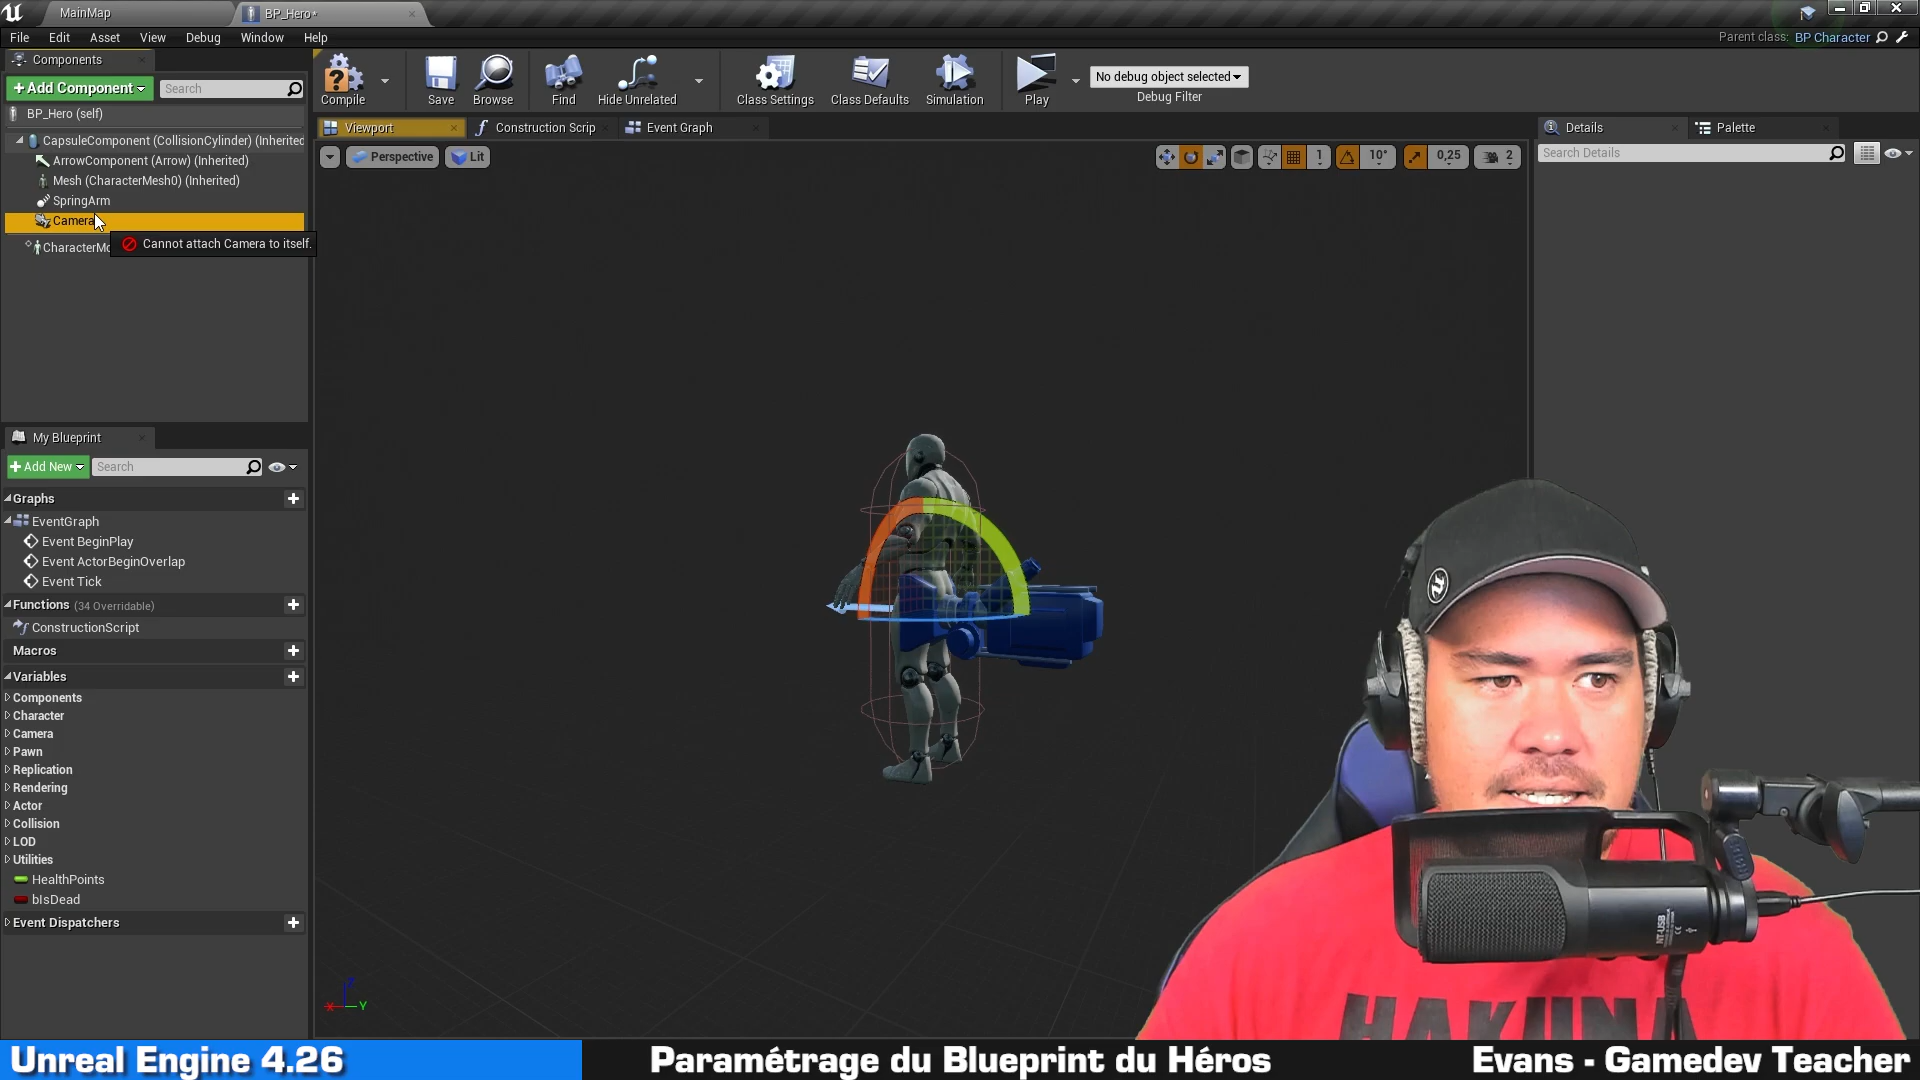 MainMap
BP_Hero*
File Edit Asset View Debug Window Help
Parent class: BP Character
Components
+Add Component
Search
BP_Hero (self)
CapsuleComponent (CollisionCylinder) (Inherited
ArrowComponent (Arrow) (Inherited)
Mesh (CharacterMesh0) (Inherited)
SpringArm
Camera
CharacterMo
Cannot attach Camera to itself.
Compile
Save
Browse
Find
Hide Unrelated
Class Settings
Class Defaults
Simulation
Play
No debug object selected
Debug Filter
Viewport
Construction Scrip
Event Graph
Perspective
Lit
1
10°
0,25
2
Details
Palette
Search Details
My Blueprint
+Add New
Search
Graphs
EventGraph
Event BeginPlay
Event ActorBeginOverlap
Event Tick
Functions (34 Overridable)
ConstructionScript
Macros
Variables
Components
Character
Camera
Pawn
Replication
Rendering
Actor
Collision
LOD
Utilities
HealthPoints
bIsDead
Event Dispatchers
X
Z
Y
NT-USB
HAKUNA
Unreal Engine 4.26
Paramétrage du Blueprint du Héros
Evans - Gamedev Teacher